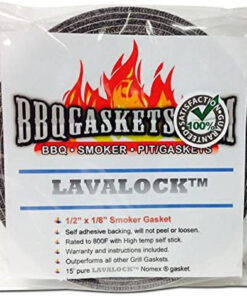 BBQGASKETS
SATISFACTION
100%
GUARANTEED
BBQ • SMOKER • PIT/GASKETS
LAVALOCK™
1/2" x 1/8" Smoker Gasket
Self adhesive backing, will not peel or loosen.
Rated to 800F with High temp self stick.
Warranty and instructions included.
Outperforms all other Grill Gaskets.
15' pure LAVALOCK™ Nomex ® gasket.